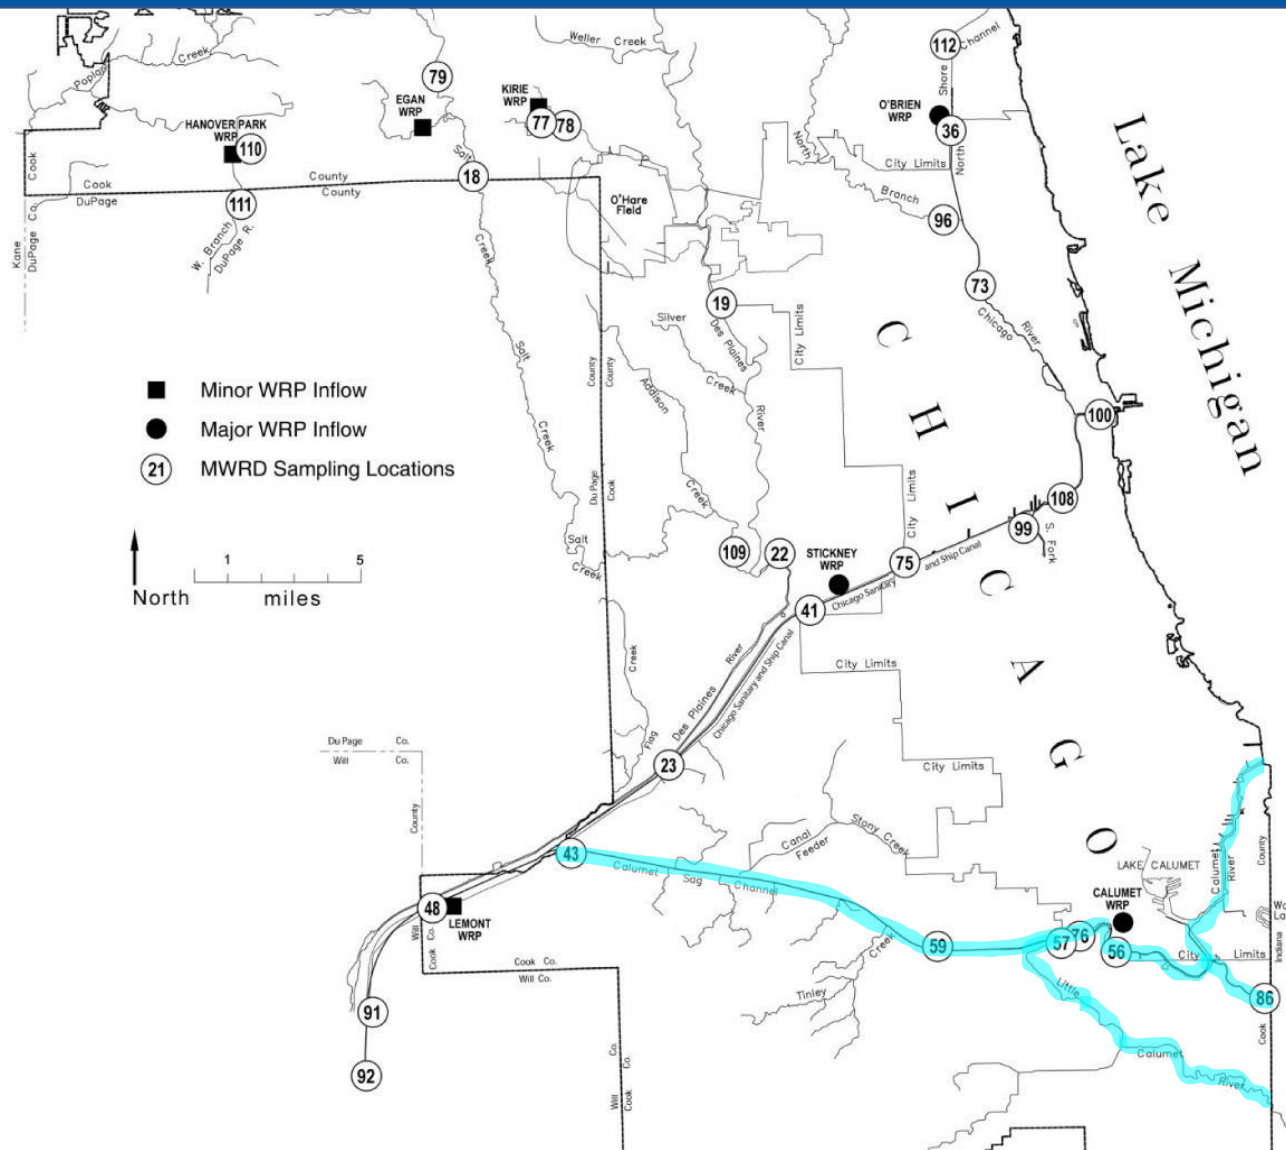 Weller Creek
112
Channel
Shore
Poplar
Creek
79
EGAN
WRP
KIRIE
WRP
77
78
O'BRIEN
WRP
36
HANOVER PARK
WRP
110
North
City Limits
North
Cook
Cook
County
DuPage
County
Salt
18
O'Hare
Field
Branch
96
111
Kane
Co.
DuPage Co.
W. Branch
DuPage R.
Creek
73
19
Silver
Des Plaines
City Limits
Chicago
River
Lake Michigan
Salt
County
County
Addison
Creek
Minor WRP Inflow
Major WRP Inflow
21
MWRD Sampling Locations
River
100
Creek
Du Page
Cook
Creek
City Limits
108
99
S. Fork
Salt
Creek
109
22
STICKNEY
WRP
75
and Ship Canal
Chicago Sanitary
41
1
5
North
miles
CHICAGO
City Limits
Creek
River
Des Plaines
Chicago Sanitary and Ship Canal
Flag
23
Du Page Co.
Will Co.
City Limits
County
43
Calumet Sag Channel
Canal
Feeder
Stony Creek
LAKE CALUMET
Calumet
River
County
48
LEMONT
WRP
CALUMET
WRP
Will
Cook Co.
59
57
76
56
City Limits
Indiana
Cook Co.
Will Co.
Creek
Tinley
Little
Calumet
River
86
Cook
91
92
Will Co.
Cook Co.